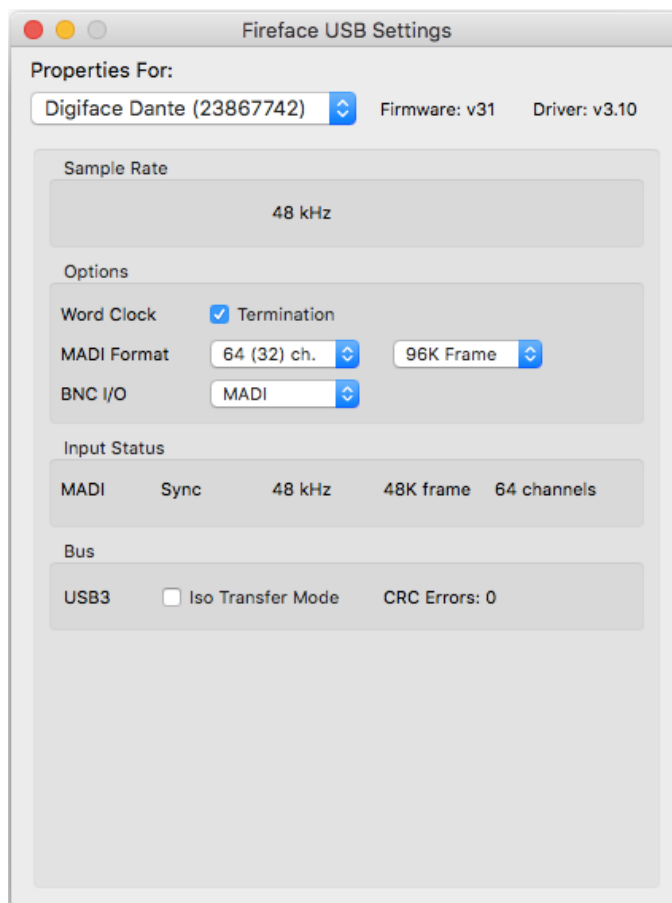 Fireface USB Settings
Properties For:
Digiface Dante (23867742) Firmware: v31 Driver: v3.10
Sample Rate
48 kHz
Options
Word Clock Termination
MADI Format 64 (32) ch. 96K Frame
BNC I/O MADI
Input Status
MADI Sync 48 kHz 48K frame 64 channels
Bus
USB3 Iso Transfer Mode CRC Errors: 0